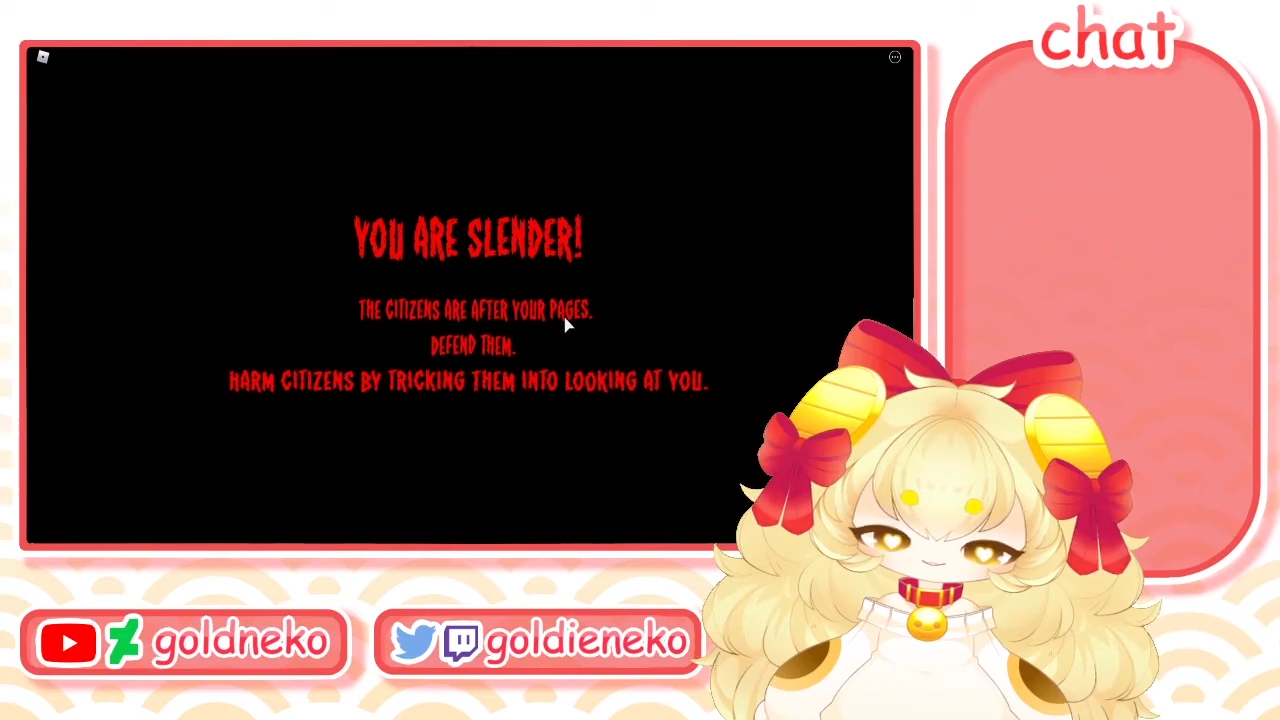 chat
YOU ARE SLENDER!
THE CITIZENS ARE AFTER YOUR PAGES.
DEFEND THEM.
HARM CITIZENS BY TRICKING THEM INTO LOOKING AT YOU.
goldneko
goldieneko